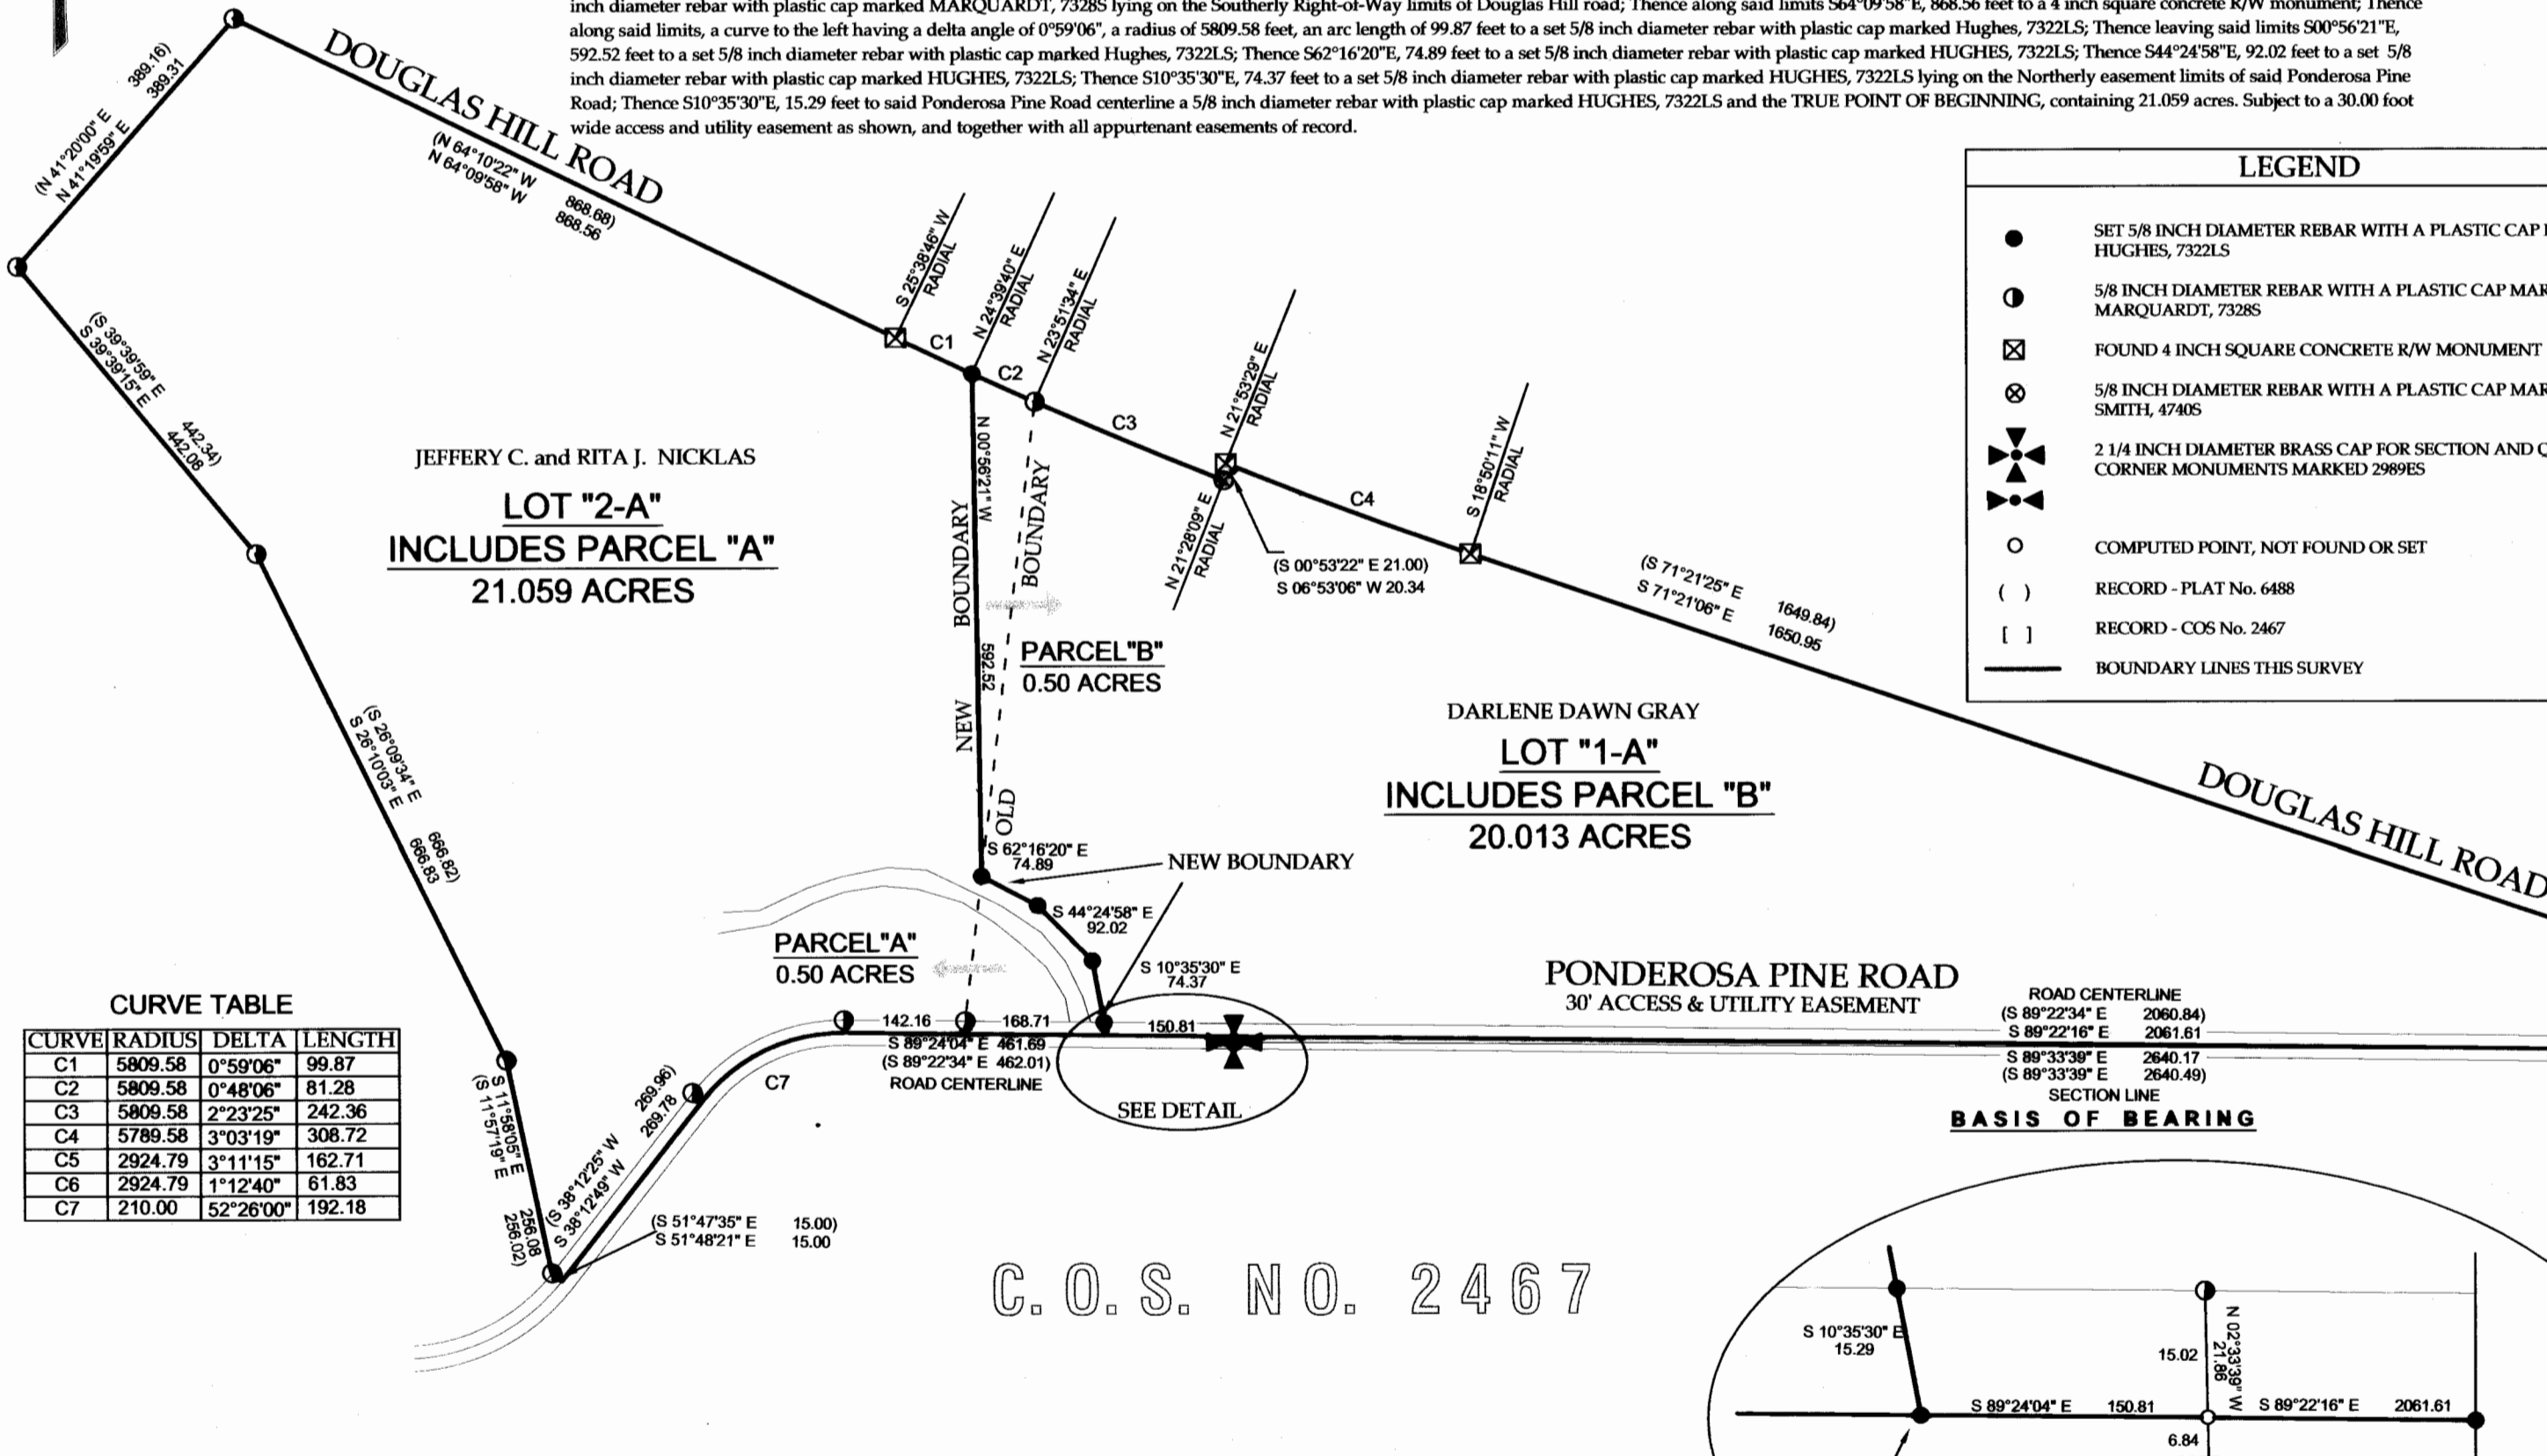 inch diameter rebar with plastic cap marked MARQUARDT, 7328S lying on the Southerly Right-of-Way limits of Douglas Hill road; Thence along said limits S64°09'58"E, 868.56 feet to a 4 inch square concrete R/W monument; Thence
along said limits, a curve to the left having a delta angle of 0°59'06", a radius of 5809.58 feet, an arc length of 99.87 feet to a set 5/8 inch diameter rebar with plastic cap marked Hughes, 7322LS; Thence leaving said limits S00°56'21"E,
592.52 feet to a set 5/8 inch diameter rebar with plastic cap marked Hughes, 7322LS; Thence S62°16'20"E, 74.89 feet to a set 5/8 inch diameter rebar with plastic cap marked HUGHES, 7322LS; Thence S44°24'58"E, 92.02 feet to a set 5/8
inch diameter rebar with plastic cap marked HUGHES, 7322LS; Thence S10°35'30"E, 74.37 feet to a set 5/8 inch diameter rebar with plastic cap marked HUGHES, 7322LS lying on the Northerly easement limits of said Ponderosa Pine
Road; Thence S10°35'30"E, 15.29 feet to said Ponderosa Pine Road centerline a 5/8 inch diameter rebar with plastic cap marked HUGHES, 7322LS and the TRUE POINT OF BEGINNING, containing 21.059 acres. Subject to a 30.00 foot
wide access and utility easement as shown, and together with all appurtenant easements of record.
(N 41°20'00" E 389.16)
N 41°19'59" E 389.31
DOUGLAS HILL ROAD
(N 64°10'22" W 868.68)
N 64°09'58" W 868.56
LEGEND
SET 5/8 INCH DIAMETER REBAR WITH A PLASTIC CAP
HUGHES, 7322LS
5/8 INCH DIAMETER REBAR WITH A PLASTIC CAP MAR
MARQUARDT, 7328S
FOUND 4 INCH SQUARE CONCRETE R/W MONUMENT
5/8 INCH DIAMETER REBAR WITH A PLASTIC CAP MAR
SMITH, 4740S
2 1/4 INCH DIAMETER BRASS CAP FOR SECTION AND
CORNER MONUMENTS MARKED 2989ES
COMPUTED POINT, NOT FOUND OR SET
( ) RECORD - PLAT No. 6488
[ ] RECORD - COS No. 2467
BOUNDARY LINES THIS SURVEY
S 25°38'46" W
RADIAL
N 24°39'40" E
RADIAL
N 23°51'34" E
RADIAL
N 21°53'29" E
RADIAL
S 18°50'11" W
RADIAL
C1
C2
C3
C4
N 21°28'09" E
RADIAL
(S 00°53'22" E 21.00)
S 06°53'06" W 20.34
(S 71°21'25" E 1649.84)
S 71°21'06" E 1650.95
(S 39°39'59" E 442.34)
S 39°39'15" E 442.08
JEFFERY C. and RITA J. NICKLAS
LOT "2-A"
INCLUDES PARCEL "A"
21.059 ACRES
N 00°56'21" W 592.52
NEW BOUNDARY
OLD BOUNDARY
PARCEL"B"
0.50 ACRES
DARLENE DAWN GRAY
LOT "1-A"
INCLUDES PARCEL "B"
20.013 ACRES
DOUGLAS HILL ROAD
(S 26°09'34" E 666.82)
S 26°10'03" E 666.83
S 62°16'20" E
74.89
NEW BOUNDARY
S 44°24'58" E
92.02
PARCEL"A"
0.50 ACRES
S 10°35'30" E
74.37
PONDEROSA PINE ROAD
30' ACCESS & UTILITY EASEMENT
ROAD CENTERLINE
(S 89°22'34" E 2060.84)
S 89°22'16" E 2061.61
S 89°33'39" E 2640.17
(S 89°33'39" E 2640.49)
SECTION LINE
BASIS OF BEARING
142.16
168.71
150.81
S 89°24'04" E 461.69
(S 89°22'34" E 462.01)
ROAD CENTERLINE
SEE DETAIL
C7
CURVE TABLE
CURVE RADIUS DELTA LENGTH
C1 5809.58 0°59'06" 99.87
C2 5809.58 0°48'06" 81.28
C3 5809.58 2°23'25" 242.36
C4 5789.58 3°03'19" 308.72
C5 2924.79 3°11'15" 162.71
C6 2924.79 1°12'40" 61.83
C7 210.00 52°26'00" 192.18
S 11°58'05" E 256.08
(S 11°57'19" E 256.02)
(S 38°12'25" W 269.96)
S 38°12'49" W 269.78
(S 51°47'35" E 15.00)
S 51°48'21" E 15.00
C.O.S. NO. 2467
S 10°35'30" E
15.29
15.02
N 02°33'39" W
21.86
S 89°24'04" E 150.81
S 89°22'16" E 2061.61
6.84